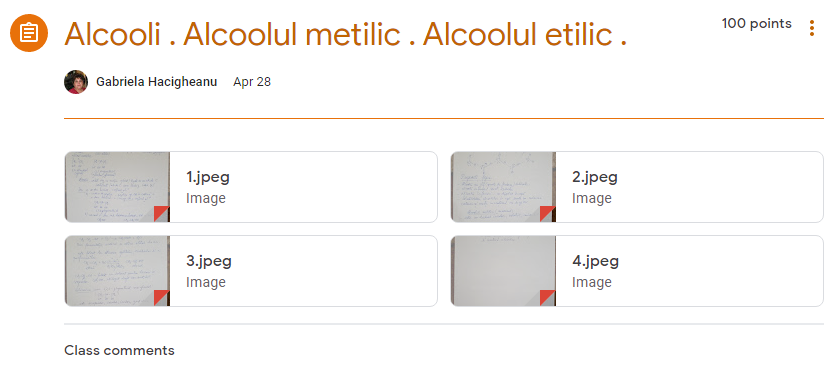 Alcooli . Alcoolul metilic . Alcoolul etilic .
100 points
Gabriela Hacigheanu Apr 28
1.jpeg
Image
2.jpeg
Image
3.jpeg
Image
4.jpeg
Image
Class comments